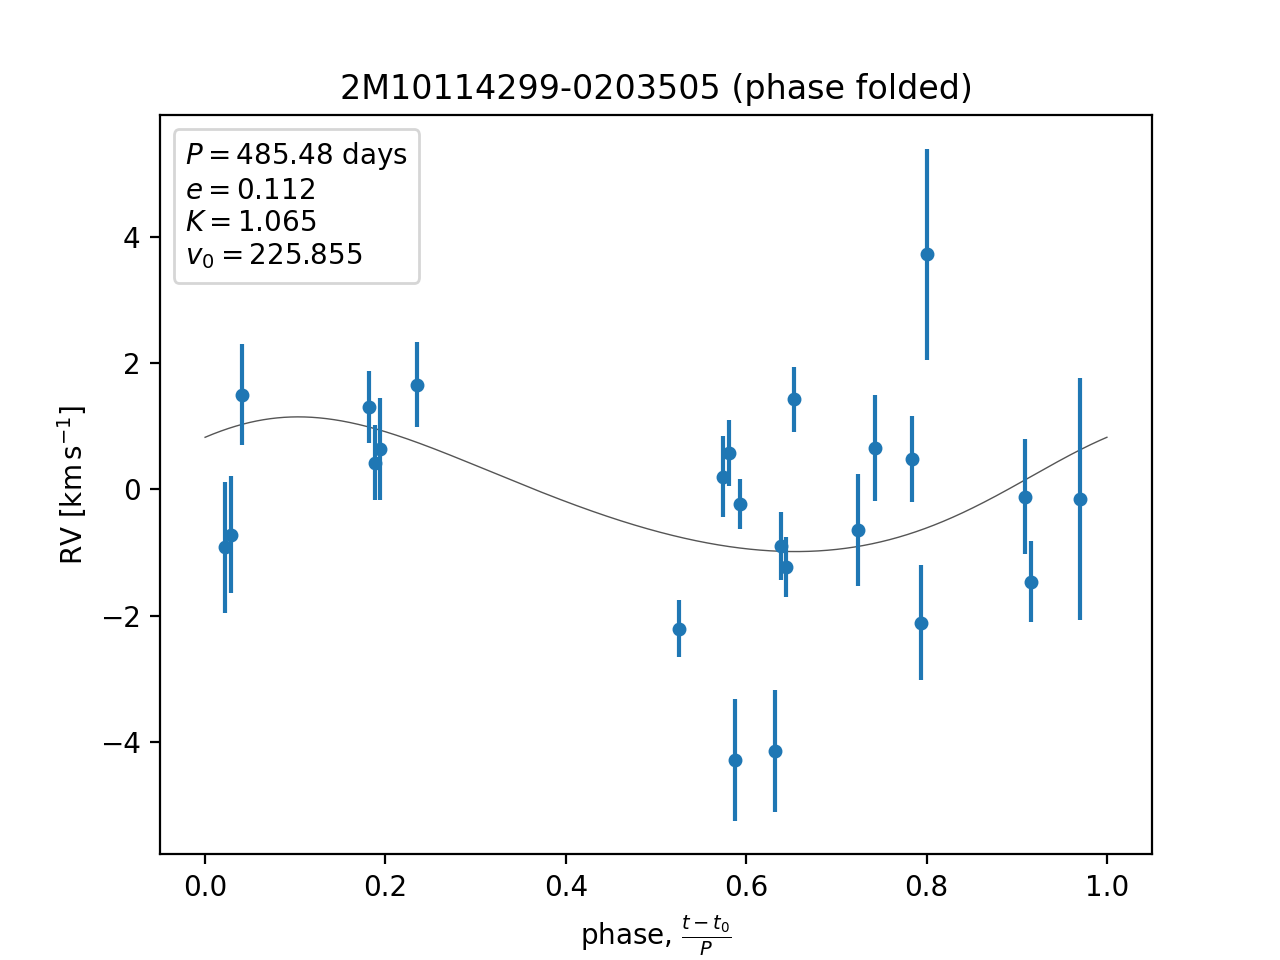 2M10114299-0203505 (phase folded)
P = 485.48 days
e = 0.112
K = 1.065
v₀ = 225.855
4
2
0
−2
−4
RV [km s⁻¹]
0.0 0.2 0.4 0.6 0.8 1.0
phase, (t − t₀)/P